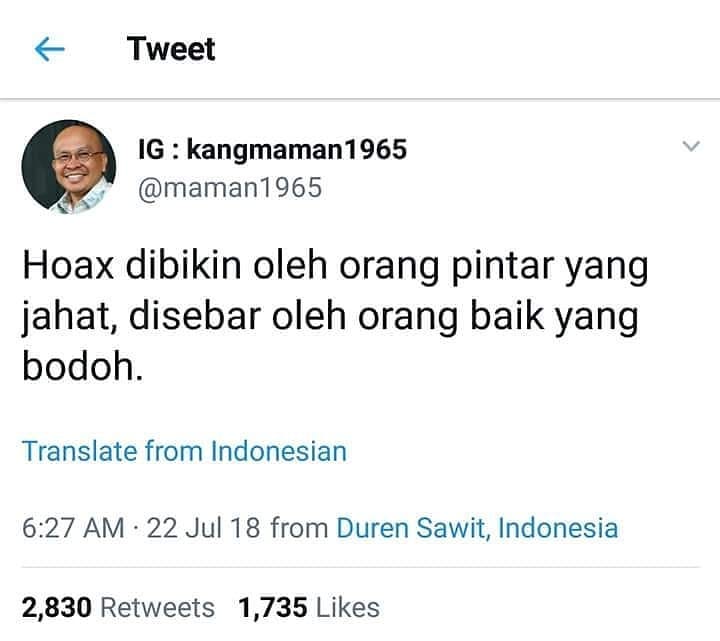 Tweet
IG : kangmaman1965
@maman1965
Hoax dibikin oleh orang pintar yang
jahat, disebar oleh orang baik yang
bodoh.
Translate from Indonesian
6:27 AM · 22 Jul 18 from Duren Sawit, Indonesia
2,830 Retweets 1,735 Likes